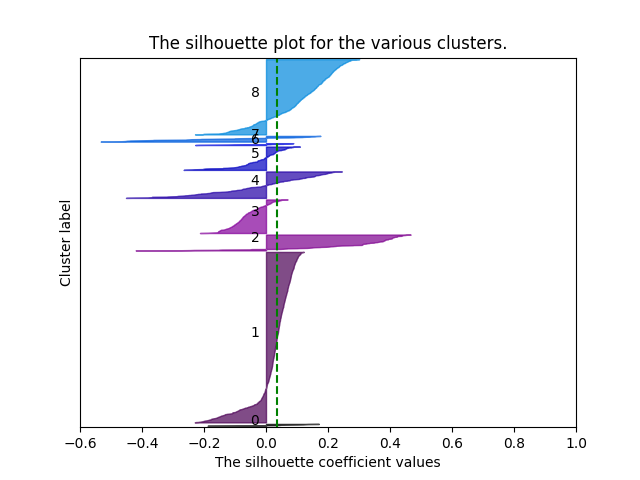 The silhouette plot for the various clusters.
8
7
6
5
4
3
2
1
0
Cluster label
−0.6 −0.4 −0.2 0.0 0.2 0.4 0.6 0.8 1.0
The silhouette coefficient values